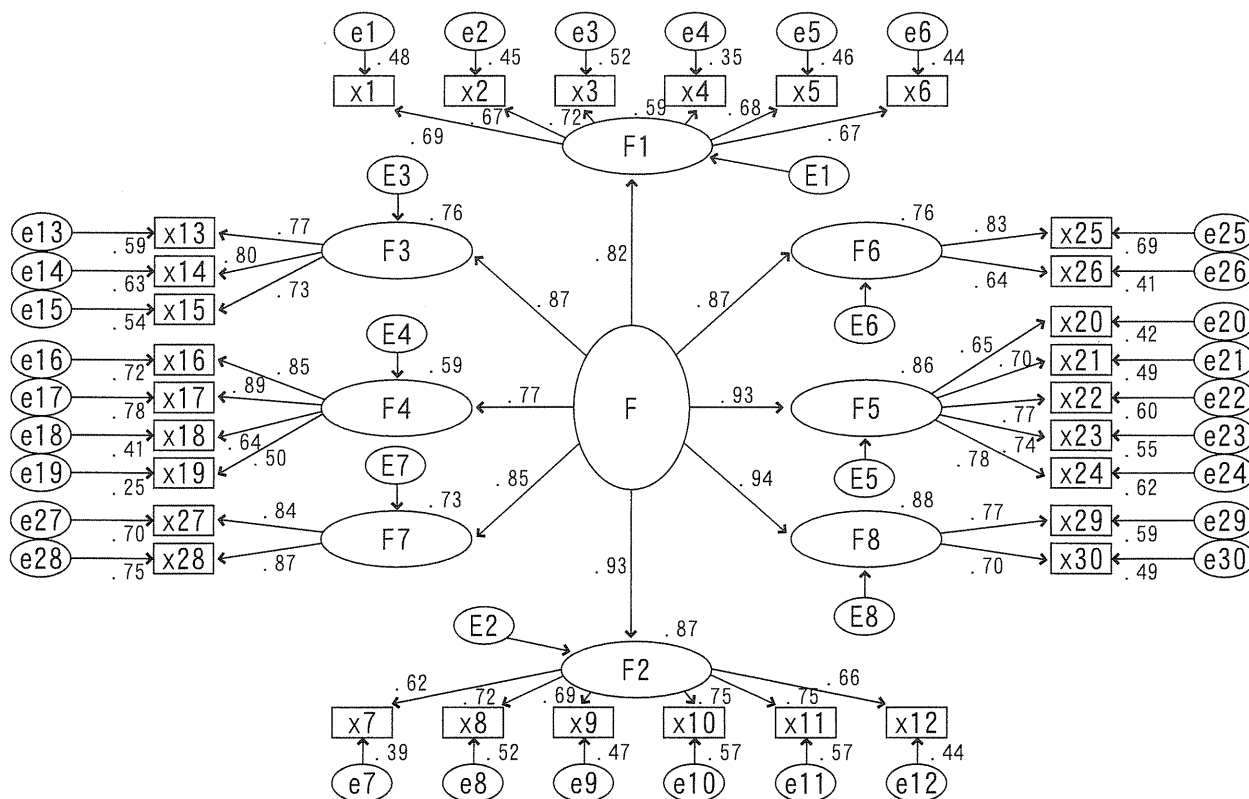 e1 e2 e3 e4 e5 e6
.48 .45 .52 .35 .46 .44
x1 x2 x3 x4 x5 x6
.69 .67 .72 .59 .68 .67
F1
E3 E1
e13 x13 .77 .76 .76 .83 x25 e25
.59 F3 .82 F6 .69
e14 x14 .80 .64 x26 e26
.63 .73 .87 .87 .41
e15 x15 E6 x20 e20
.54 E4 .65 .42
e16 x16 .85 .59 .86 .70 x21 e21
.72 .49
e17 x17 .89 F4 .77 F .93 F5 x22 e22
.78 .77 .60
e18 x18 .64 .74 x23 e23
.41 .50 E7 .55
e19 x19 .85 .94 E5 .78 x24 e24
.25 .62
e27 x27 .84 .73 .88 .77 x29 e29
.70 F7 F8 .59
e28 x28 .87 .93 .70 x30 e30
.75 .49
E2 E8
.87
F2
.62 .72 .69 .75 .75 .66
x7 x8 x9 x10 x11 x12
.39 .52 .47 .57 .57 .44
e7 e8 e9 e10 e11 e12